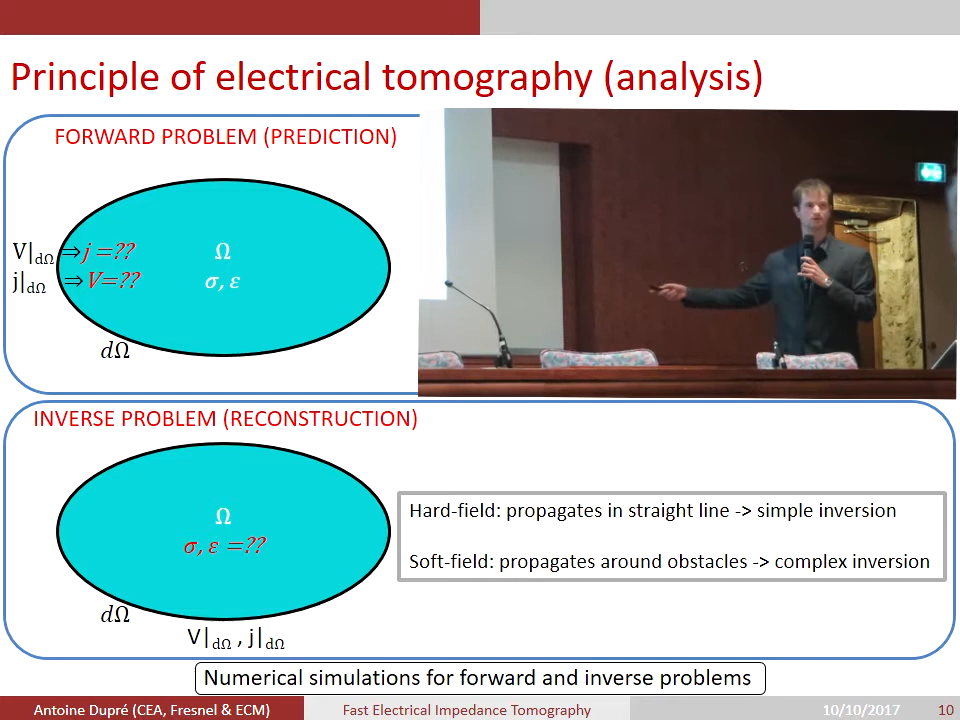 Principle of electrical tomography (analysis)
FORWARD PROBLEM (PREDICTION)
V|dΩ ⇒ j =??
j|dΩ ⇒ V=??
Ω
σ, ε
dΩ
INVERSE PROBLEM (RECONSTRUCTION)
Ω
σ, ε =??
dΩ
V|dΩ , j|dΩ
Hard-field: propagates in straight line -> simple inversion
Soft-field: propagates around obstacles -> complex inversion
Numerical simulations for forward and inverse problems
Antoine Dupré (CEA, Fresnel & ECM)
Fast Electrical Impedance Tomography
10/10/2017
10